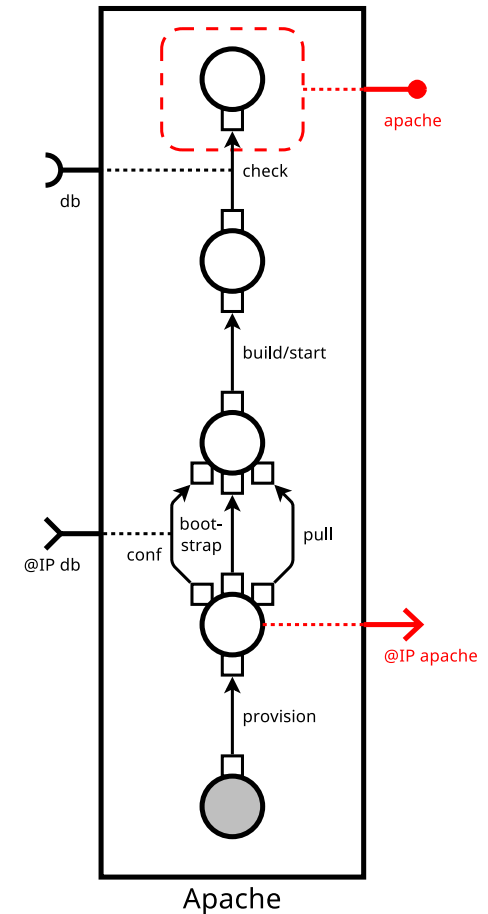 apache
check
db
build/start
boot-
strap
pull
conf
@IP db
@IP apache
provision
Apache